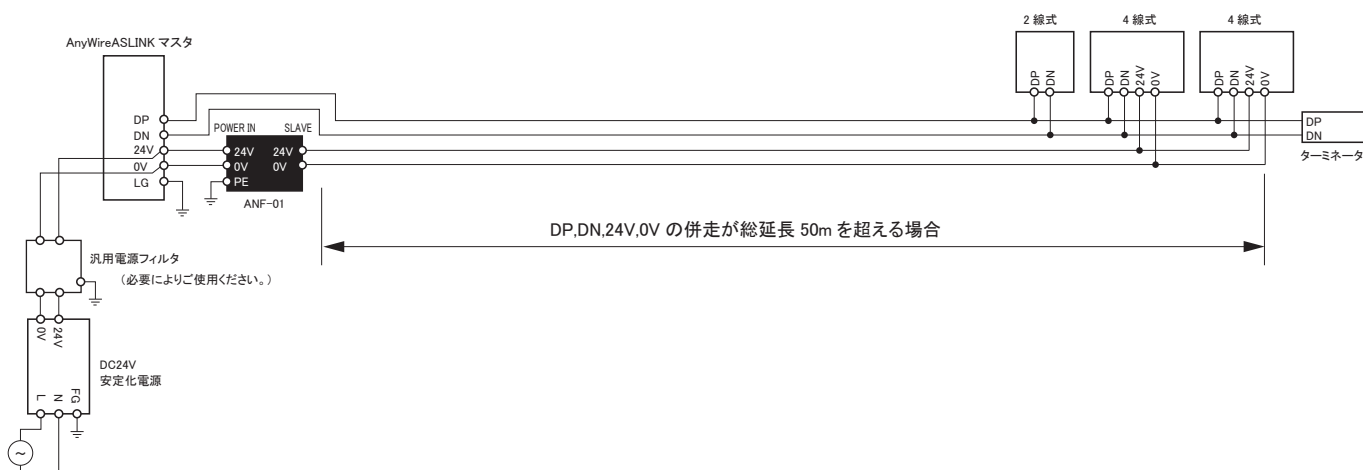 AnyWireASLINK マスタ
DP
DN
24V
0V
LG
POWER IN SLAVE
24V 24V
0V 0V
PE
ANF-01
2 線式
DP DN
4 線式
DP DN 24V 0V
4 線式
DP DN 24V 0V
DP
DN
ターミネータ
DP,DN,24V,0V の併走が総延長 50m を超える場合
汎用電源フィルタ
（必要によりご使用ください。）
0V 24V
DC24V
安定化電源
L N FG
~